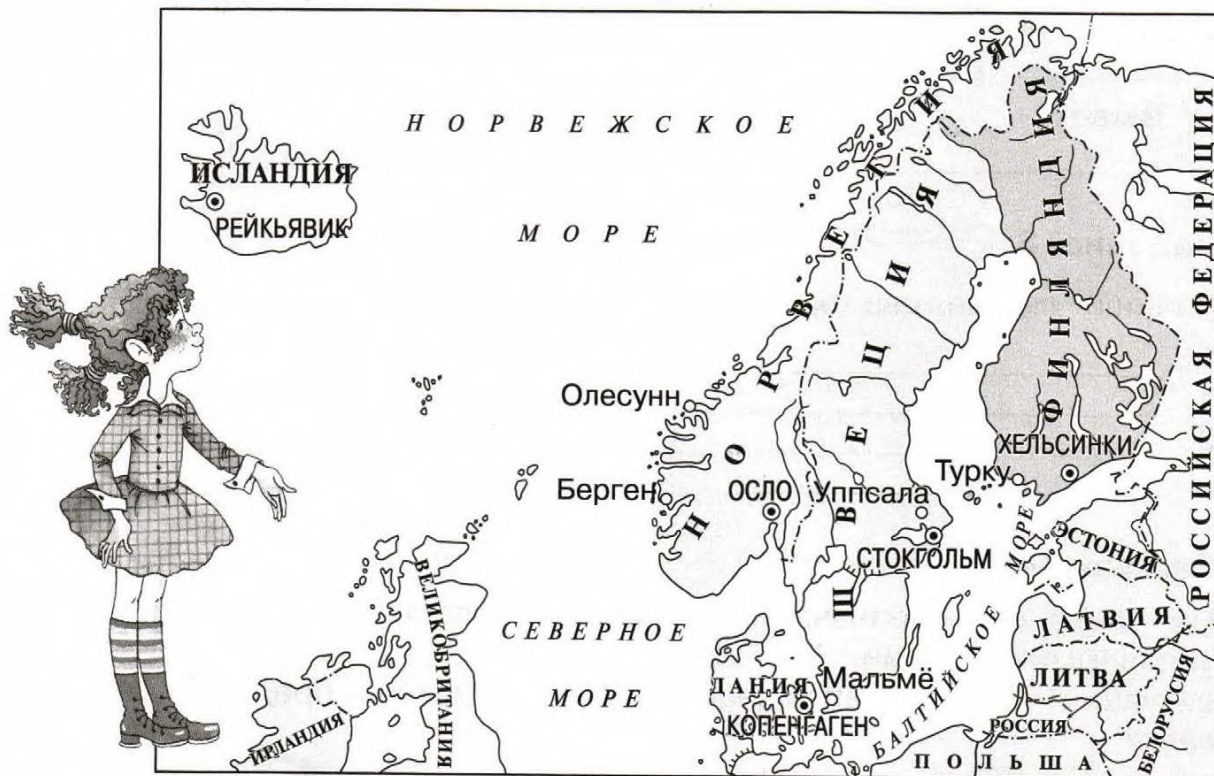 НОРВЕЖСКОЕ
МОРЕ
ИСЛАНДИЯ
РЕЙКЬЯВИК
НОРВЕГИЯ
ШВЕЦИЯ
ФИНЛЯНДИЯ
РОССИЙСКАЯ ФЕДЕРАЦИЯ
Олесунн
Берген
ОСЛО
Уппсала
Турку
ХЕЛЬСИНКИ
СТОКГОЛЬМ
ЭСТОНИЯ
ВЕЛИКОБРИТАНИЯ
СЕВЕРНОЕ
МОРЕ
БАЛТИЙСКОЕ МОРЕ
ЛАТВИЯ
ЛИТВА
ДАНИЯ
Мальмё
КОПЕНГАГЕН
ИРЛАНДИЯ
РОССИЯ
БЕЛОРУССИЯ
ПОЛЬША